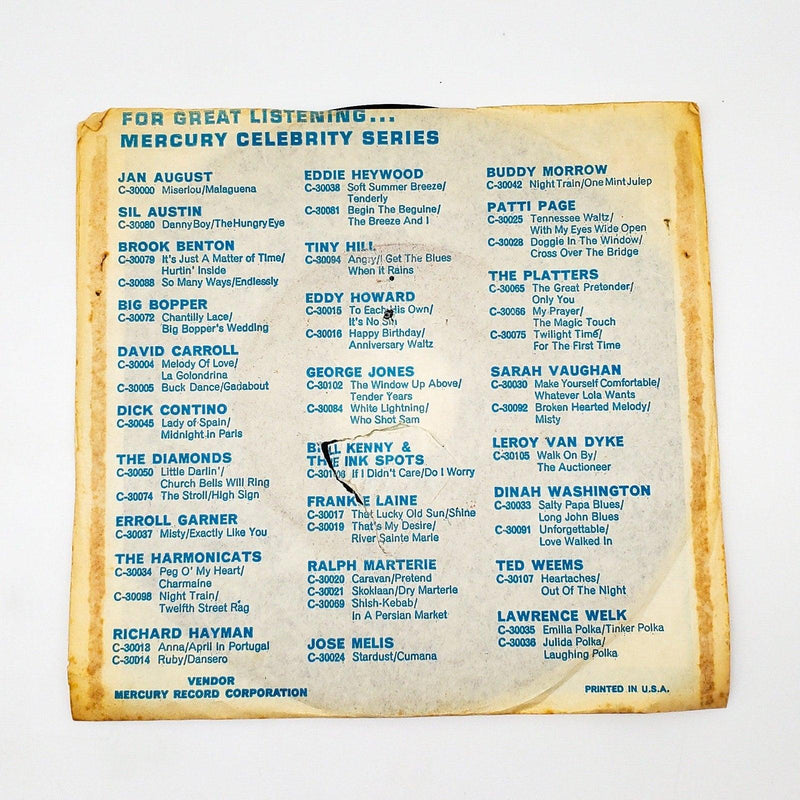 FOR GREAT LISTENING...
MERCURY CELEBRITY SERIES
JAN AUGUST
C-30000 Miserlou/Malaguena
SIL AUSTIN
C-30080 Danny Boy/The Hungry Eye
BROOK BENTON
C-30079 It's Just A Matter of Time/
Hurtin' Inside
C-30088 So Many Ways/Endlessly
BIG BOPPER
C-30072 Chantilly Lace/
Big Bopper's Wedding
DAVID CARROLL
C-30004 Melody Of Love/
La Golondrina
C-30005 Buck Dance/Gadabout
DICK CONTINO
C-30045 Lady of Spain/
Midnight in Paris
THE DIAMONDS
C-30050 Little Darlin'/
Church Bells Will Ring
C-30074 The Stroll/High Sign
ERROLL GARNER
C-30037 Misty/Exactly Like You
THE HARMONICATS
C-30034 Peg O' My Heart/
Charmaine
C-30098 Night Train/
Twelfth Street Rag
RICHARD HAYMAN
C-30013 Anna/April In Portugal
C-30014 Ruby/Dansero
EDDIE HEYWOOD
C-30038 Soft Summer Breeze/
Tenderly
C-30081 Begin The Beguine/
The Breeze And I
TINY HILL
C-30094 Angry/I Get The Blues
When it Rains
EDDY HOWARD
C-30015 To Each His Own/
It's No Sin
C-30016 Happy Birthday/
Anniversary Waltz
GEORGE JONES
C-30102 The Window Up Above/
Tender Years
C-30084 White Lightning/
Who Shot Sam
BILL KENNY &
THE INK SPOTS
C-30106 If I Didn't Care/Do I Worry
FRANKIE LAINE
C-30017 That Lucky Old Sun/Shine
C-30019 That's My Desire/
River Sainte Marie
RALPH MARTERIE
C-30020 Caravan/Pretend
C-30021 Skokiaan/Dry Marterie
C-30069 Shish-Kebab/
In A Persian Market
JOSE MELIS
C-30024 Stardust/Cumana
BUDDY MORROW
C-30042 Night Train/One Mint Julep
PATTI PAGE
C-30025 Tennessee Waltz/
With My Eyes Wide Open
C-30028 Doggie In The Window/
Cross Over The Bridge
THE PLATTERS
C-30065 The Great Pretender/
Only You
C-30066 My Prayer/
The Magic Touch
C-30075 Twilight Time/
For The First Time
SARAH VAUGHAN
C-30030 Make Yourself Comfortable/
Whatever Lola Wants
C-30092 Broken Hearted Melody/
Misty
LEROY VAN DYKE
C-30105 Walk On By/
The Auctioneer
DINAH WASHINGTON
C-30033 Salty Papa Blues/
Long John Blues
C-30091 Unforgettable/
Love Walked In
TED WEEMS
C-30107 Heartaches/
Out Of The Night
LAWRENCE WELK
C-30035 Emilia Polka/Tinker Polka
C-30036 Julida Polka/
Laughing Polka
VENDOR
MERCURY RECORD CORPORATION
PRINTED IN U.S.A.